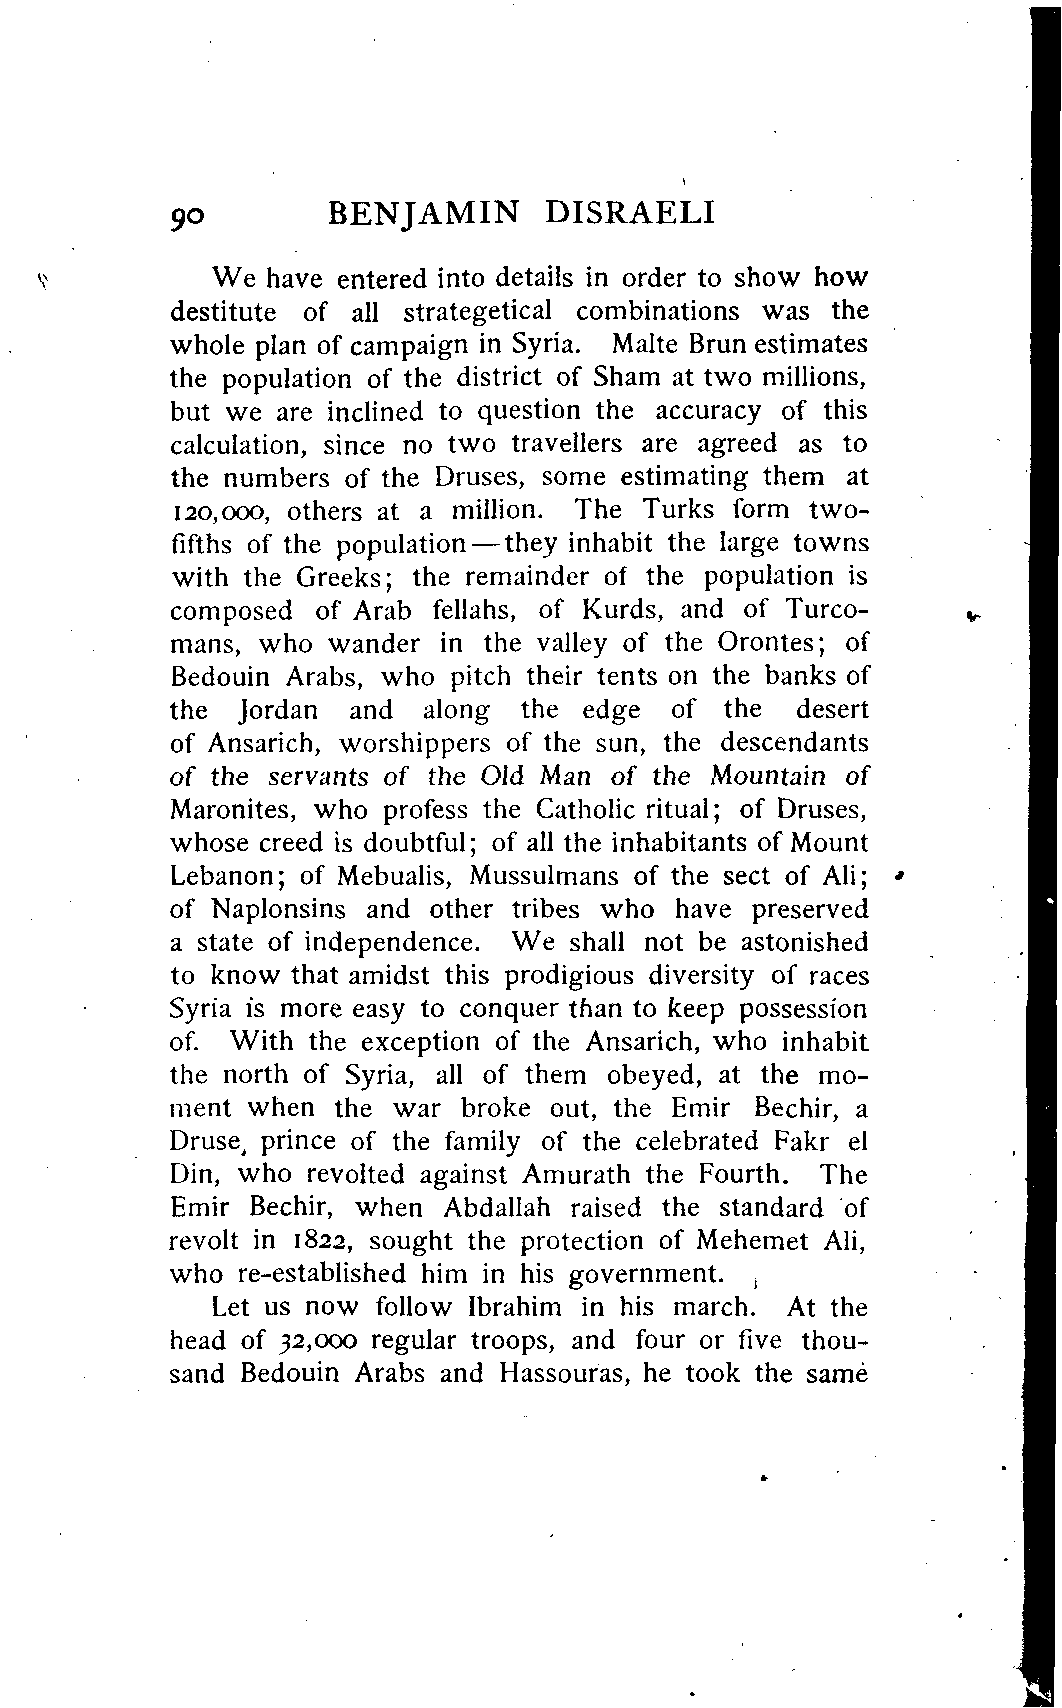 90 BENJAMIN DISRAELI
We have entered into details in order to show how
destitute of all strategetical combinations was the
whole plan of campaign in Syria. Malte Brun estimates
the population of the district of Sham at two millions,
but we are inclined to question the accuracy of this
calculation, since no two travellers are agreed as to
the numbers of the Druses, some estimating them at
120,000, others at a million. The Turks form two-
fifths of the population—they inhabit the large towns
with the Greeks; the remainder of the population is
composed of Arab fellahs, of Kurds, and of Turco-
mans, who wander in the valley of the Orontes; of
Bedouin Arabs, who pitch their tents on the banks of
the Jordan and along the edge of the desert
of Ansarich, worshippers of the sun, the descendants
of the servants of the Old Man of the Mountain of
Maronites, who profess the Catholic ritual; of Druses,
whose creed is doubtful; of all the inhabitants of Mount
Lebanon; of Mebualis, Mussulmans of the sect of Ali;
of Naplonsins and other tribes who have preserved
a state of independence. We shall not be astonished
to know that amidst this prodigious diversity of races
Syria is more easy to conquer than to keep possession
of. With the exception of the Ansarich, who inhabit
the north of Syria, all of them obeyed, at the mo-
ment when the war broke out, the Emir Bechir, a
Druse, prince of the family of the celebrated Fakr el
Din, who revolted against Amurath the Fourth. The
Emir Bechir, when Abdallah raised the standard of
revolt in 1822, sought the protection of Mehemet Ali,
who re-established him in his government.
Let us now follow Ibrahim in his march. At the
head of 32,000 regular troops, and four or five thou-
sand Bedouin Arabs and Hassouras, he took the same